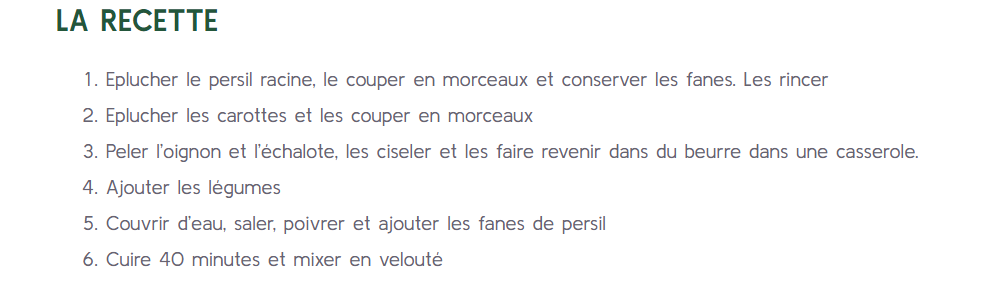 LA RECETTE
1. Eplucher le persil racine, le couper en morceaux et conserver les fanes. Les rincer
2. Eplucher les carottes et les couper en morceaux
3. Peler l'oignon et l'échalote, les ciseler et les faire revenir dans du beurre dans une casserole.
4. Ajouter les légumes
5. Couvrir d'eau, saler, poivrer et ajouter les fanes de persil
6. Cuire 40 minutes et mixer en velouté